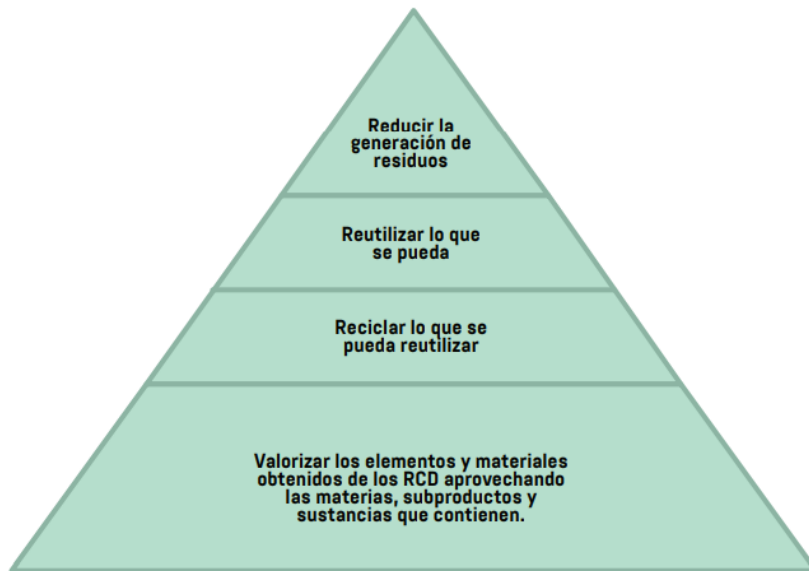 Reducir la
generación de
residuos
Reutilizar lo que
se pueda
Reciclar lo que se
pueda reutilizar
Valorizar los elementos y materiales
obtenidos de los RCD aprovechando
las materias, subproductos y
sustancias que contienen.